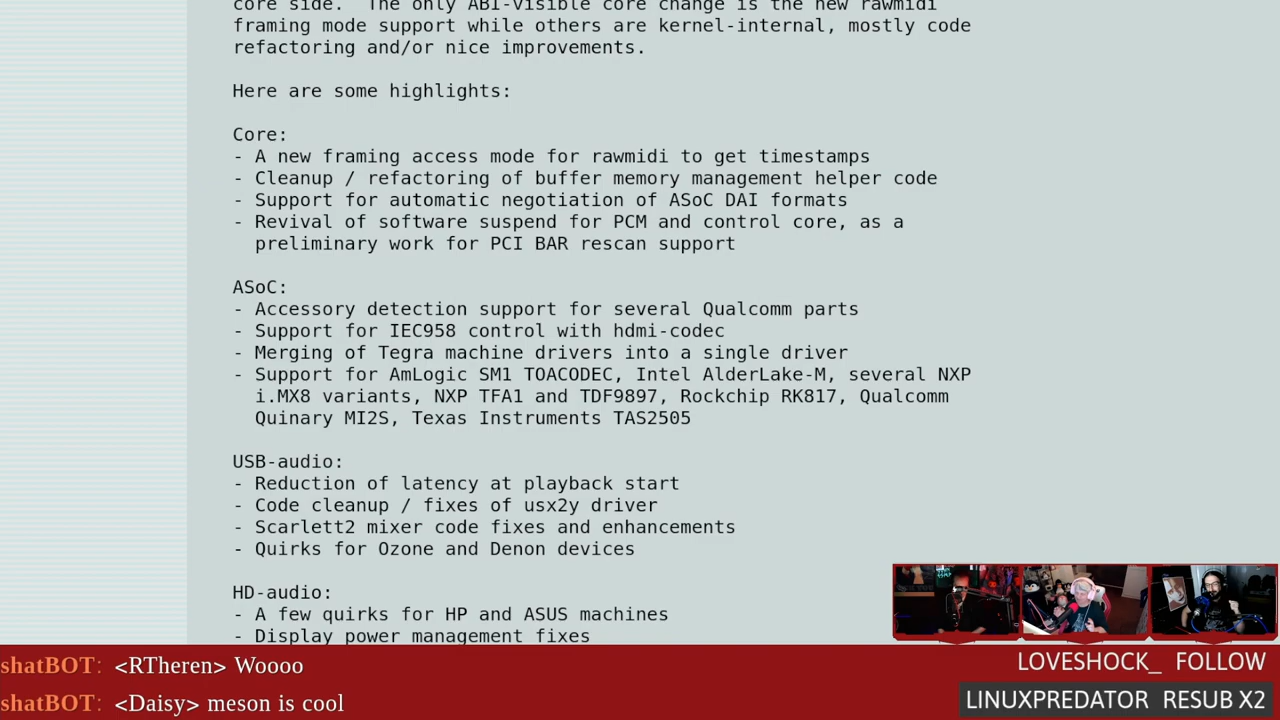 core side.  The only ABI-visible core change is the new rawmidi
framing mode support while others are kernel-internal, mostly code
refactoring and/or nice improvements.
Here are some highlights:
Core:
- A new framing access mode for rawmidi to get timestamps
- Cleanup / refactoring of buffer memory management helper code
- Support for automatic negotiation of ASoC DAI formats
- Revival of software suspend for PCM and control core, as a
preliminary work for PCI BAR rescan support
ASoC:
- Accessory detection support for several Qualcomm parts
- Support for IEC958 control with hdmi-codec
- Merging of Tegra machine drivers into a single driver
- Support for AmLogic SM1 TOACODEC, Intel AlderLake-M, several NXP
i.MX8 variants, NXP TFA1 and TDF9897, Rockchip RK817, Qualcomm
Quinary MI2S, Texas Instruments TAS2505
USB-audio:
- Reduction of latency at playback start
- Code cleanup / fixes of usx2y driver
- Scarlett2 mixer code fixes and enhancements
- Quirks for Ozone and Denon devices
HD-audio:
- A few quirks for HP and ASUS machines
- Display power management fixes
shatBOT: <RTheren> Woooo
shatBOT: <Daisy> meson is cool
LOVESHOCK_ FOLLOW
LINUXPREDATOR RESUB X2